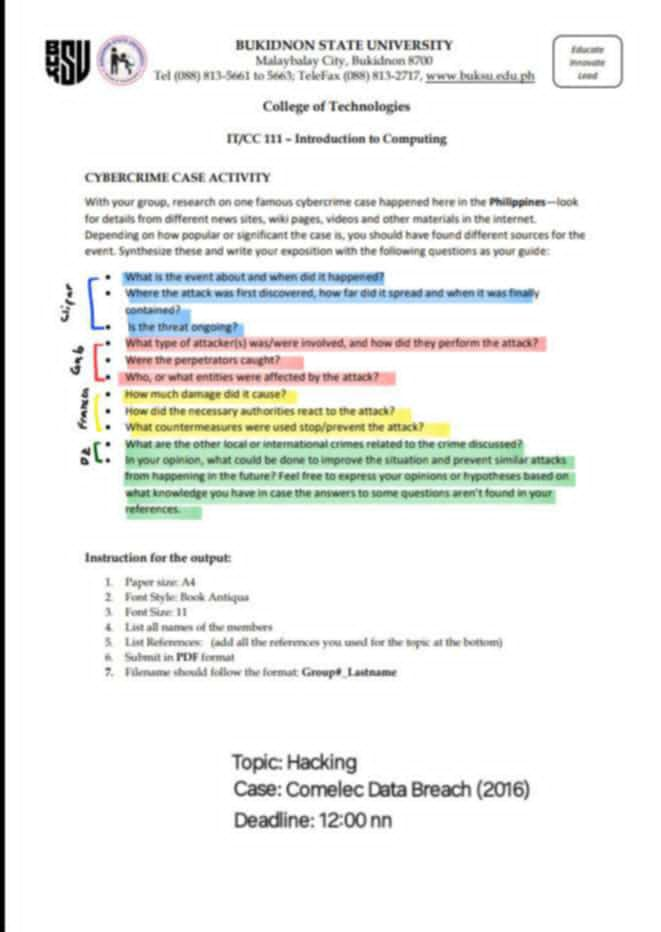 BUKIDNON STATE UNIVERSITY
Malaybalay City, Bukidnon 8700
Tel (088) 813-5661 to 5663; TeleFax (088) 813-2717, www.buksu.edu.ph
Educate
Innovate
Lead
College of Technologies
IT/CC 111 – Introduction to Computing
CYBERCRIME CASE ACTIVITY
With your group, research on one famous cybercrime case happened here in the Philippines—look
for details from different news sites, wiki pages, videos and other materials in the internet.
Depending on how popular or significant the case is, you should have found different sources for the
event. Synthesize these and write your exposition with the following questions as your guide:
• What is the event about and when did it happened?
• Where the attack was first discovered, how far did it spread and when it was finally
contained?
• Is the threat ongoing?
• What type of attacker(s) was/were involved, and how did they perform the attack?
Gab
• Were the perpetrators caught?
• Who, or what entities were affected by the attack?
• How much damage did it cause?
• How did the necessary authorities react to the attack?
• What countermeasures were used stop/prevent the attack?
• What are the other local or international crimes related to the crime discussed?
• In your opinion, what could be done to improve the situation and prevent similar attacks
from happening in the future? Feel free to express your opinions or hypotheses based on
what knowledge you have in case the answers to some questions aren't found in your
references.
Instruction for the output:
1. Paper size: A4
2. Font Style: Book Antiqua
3. Font Size: 11
4. List all names of the members
5. List References: (add all the references you used for the topic at the bottom)
6. Submit in PDF format
7. Filename should follow the format: Group#_Lastname
Topic: Hacking
Case: Comelec Data Breach (2016)
Deadline: 12:00 nn